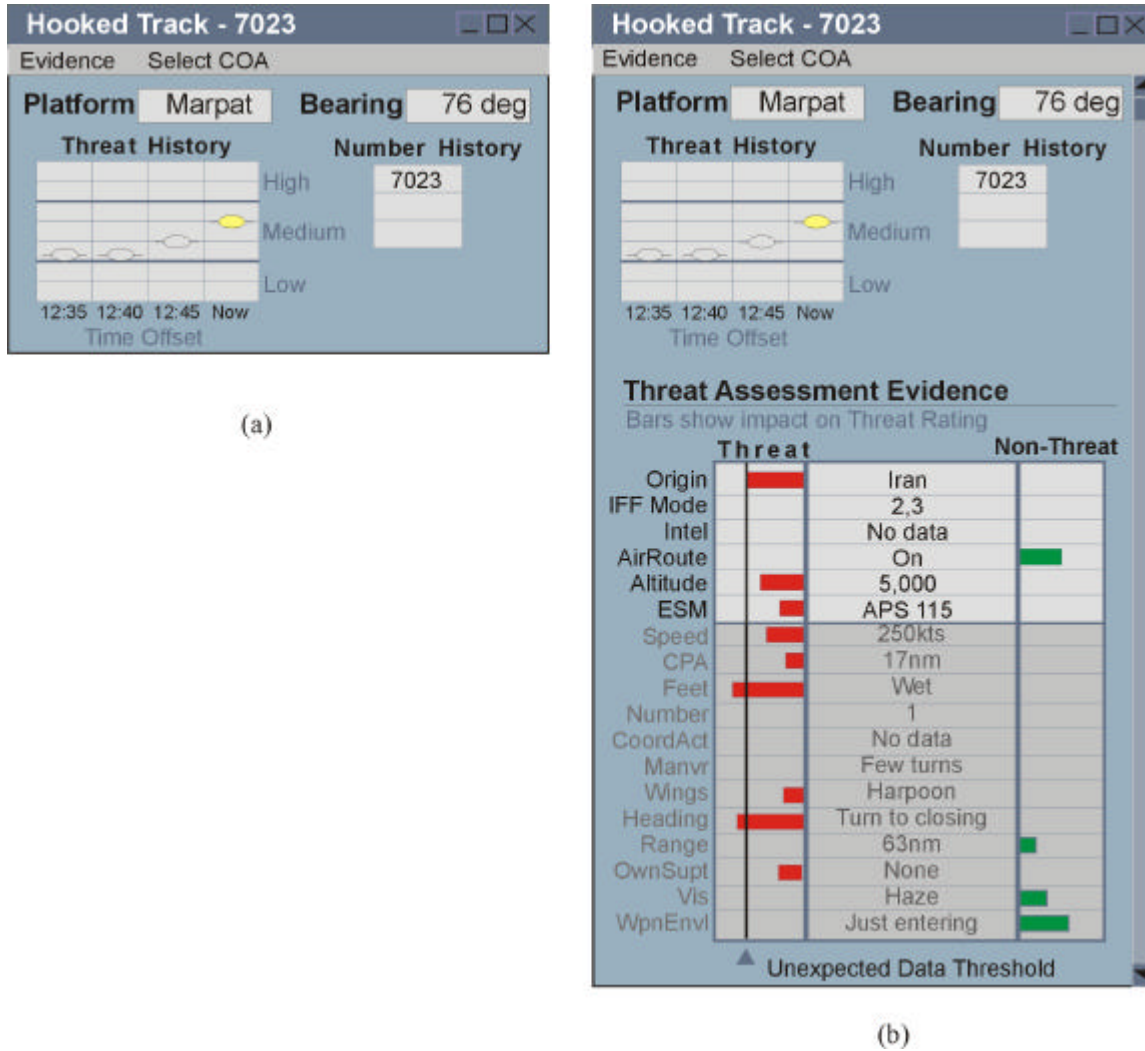 Hooked Track - 7023
Evidence Select COA
Platform Marpat Bearing 76 deg
Threat History Number History
High 7023
Medium
Low
12:35 12:40 12:45 Now
Time Offset
(a)
Hooked Track - 7023
Evidence Select COA
Platform Marpat Bearing 76 deg
Threat History Number History
High 7023
Medium
Low
12:35 12:40 12:45 Now
Time Offset
Threat Assessment Evidence
Bars show impact on Threat Rating
Threat Non-Threat
Origin Iran
IFF Mode 2,3
Intel No data
AirRoute On
Altitude 5,000
ESM APS 115
Speed 250kts
CPA 17nm
Feet Wet
Number 1
CoordAct No data
Manvr Few turns
Wings Harpoon
Heading Turn to closing
Range 63nm
OwnSupt None
Vis Haze
WpnEnvl Just entering
Unexpected Data Threshold
(b)